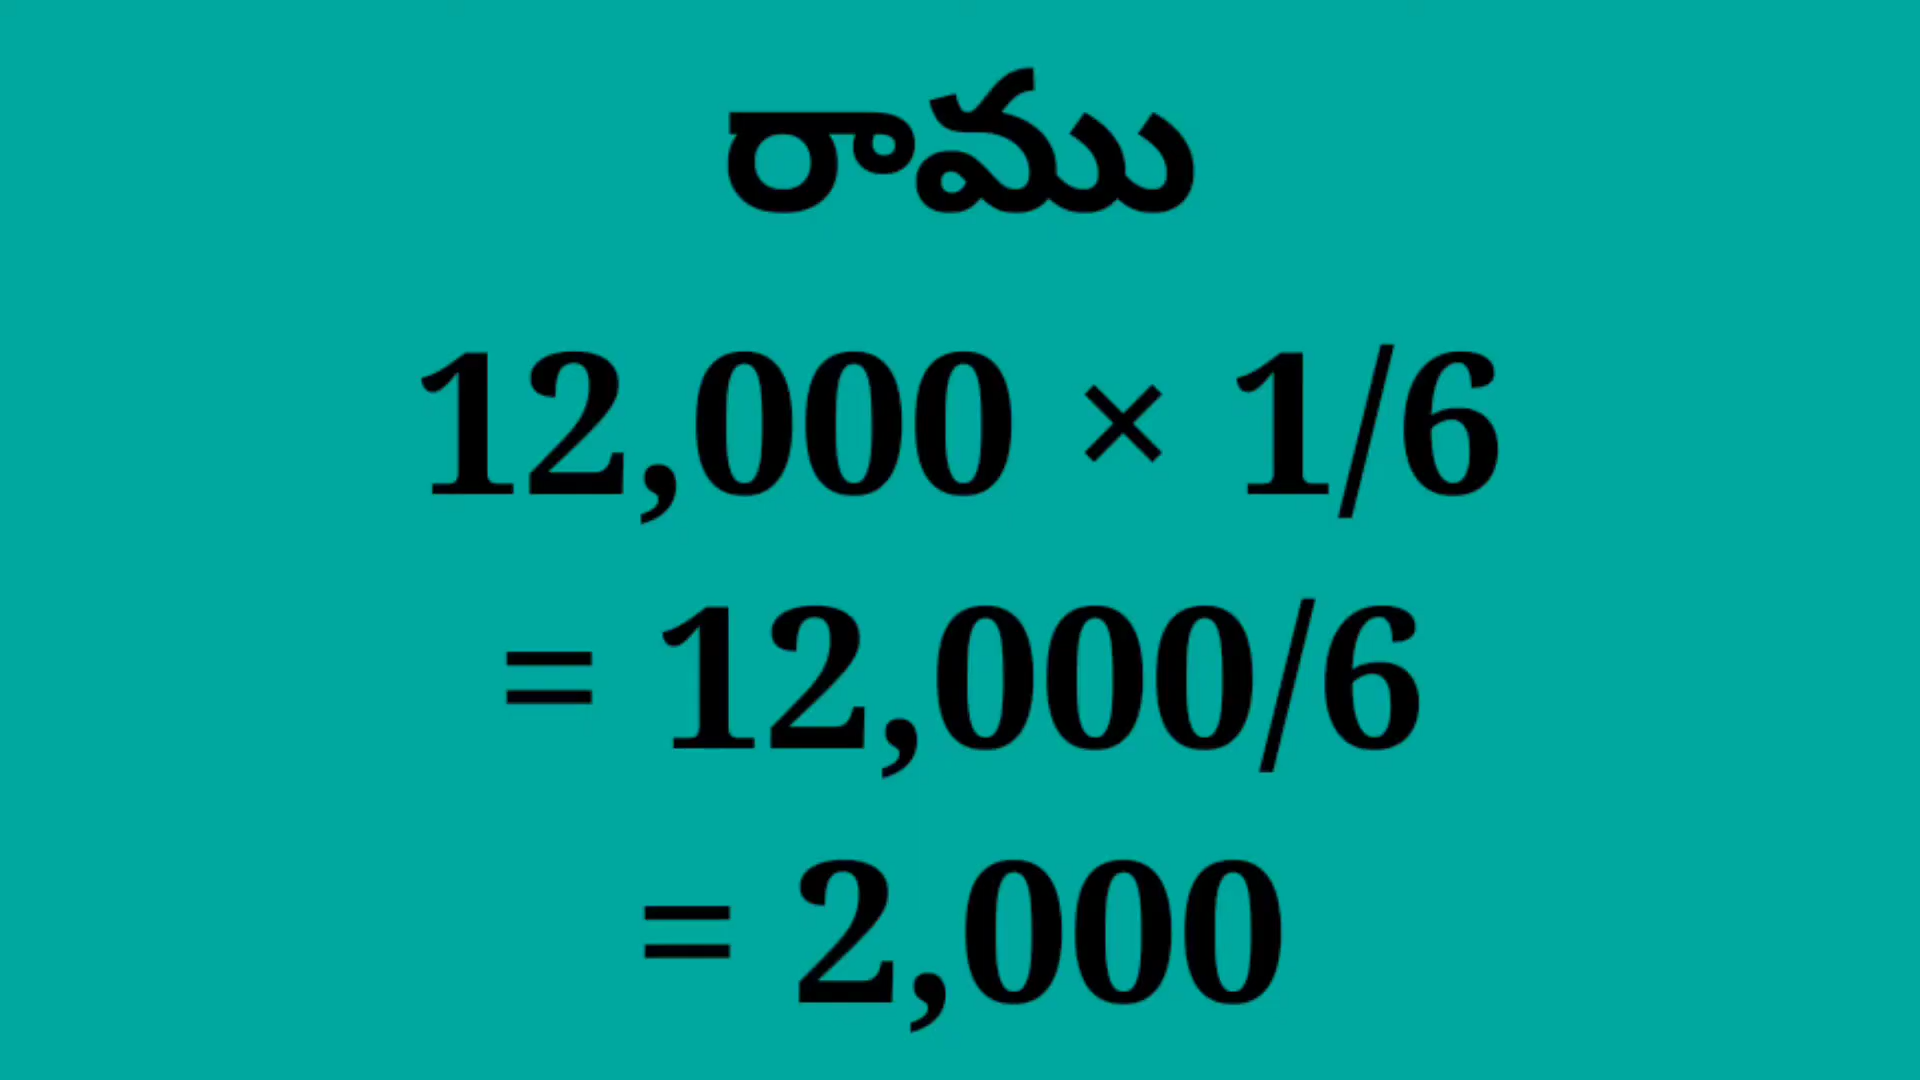 రాము
12,000 × 1/6
= 12,000/6
= 2,000